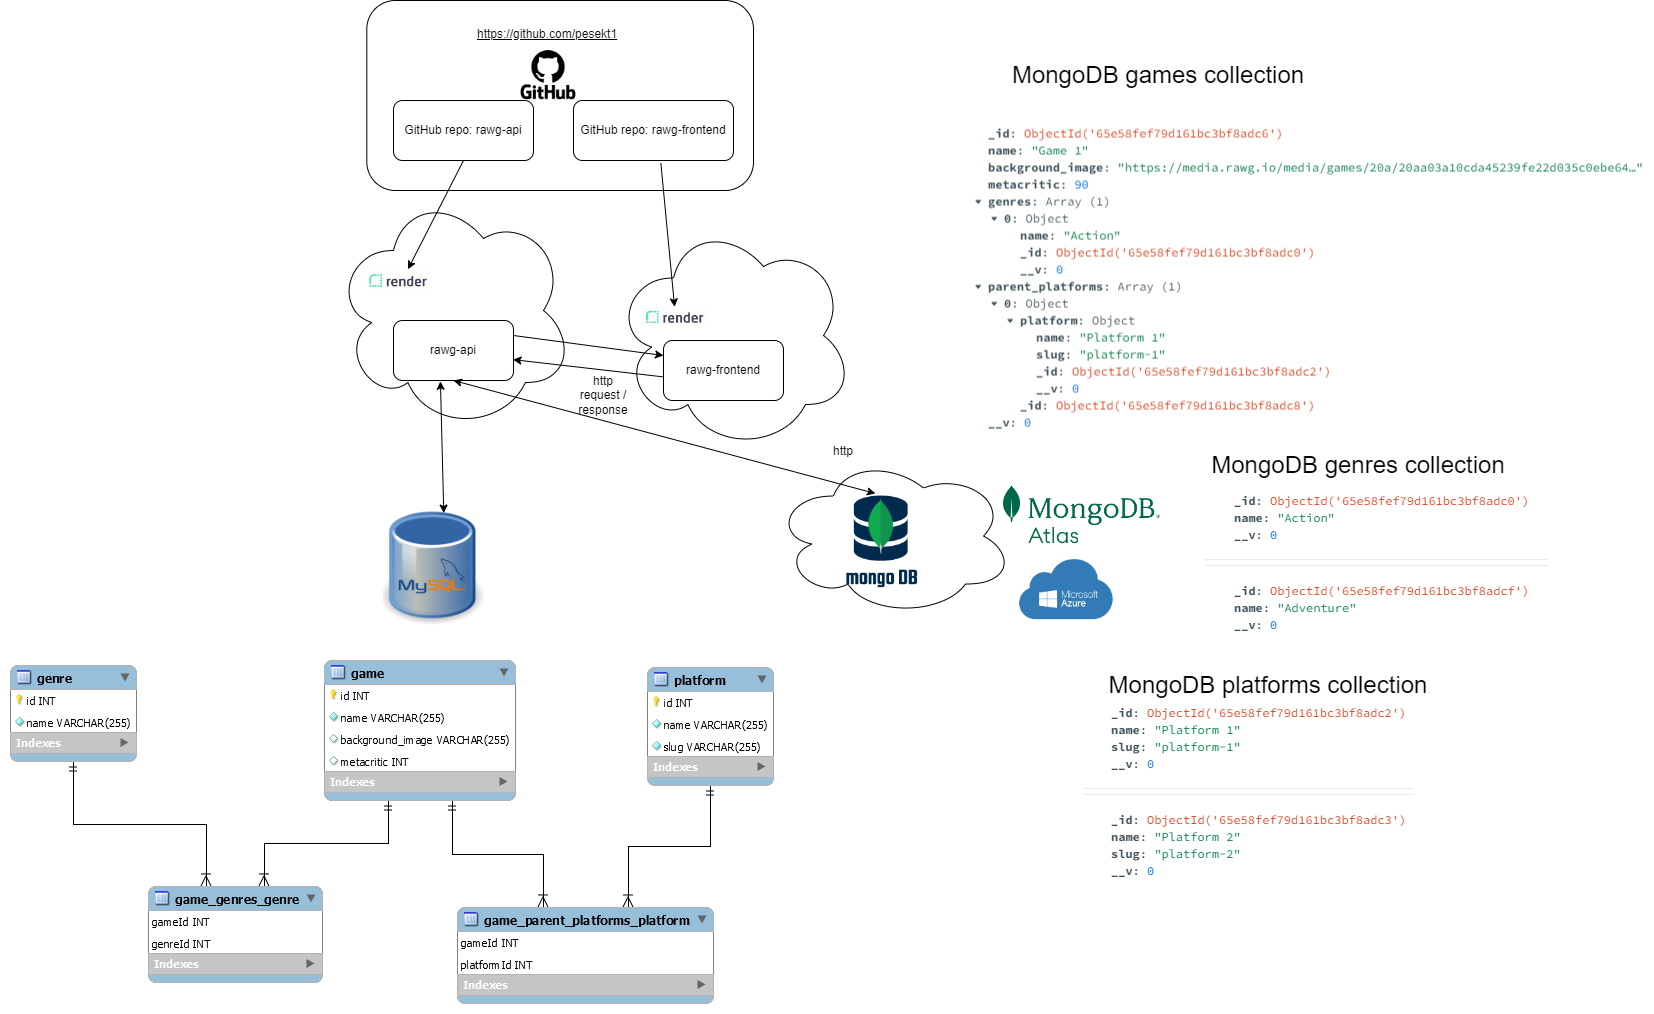 https://github.com/pesekt1
GitHub
GitHub repo: rawg-api
GitHub repo: rawg-frontend
render
rawg-api
render
rawg-frontend
http
request /
response
http
MySQL
mongo DB
MongoDB.
Atlas
Microsoft
Azure
MongoDB games collection
_id: ObjectId('65e58fef79d161bc3bf8adc6')
name: "Game 1"
background_image: "https://media.rawg.io/media/games/20a/20aa03a10cda45239fe22d035c0ebe64…"
metacritic: 90
genres: Array (1)
0: Object
name: "Action"
_id: ObjectId('65e58fef79d161bc3bf8adc0')
__v: 0
parent_platforms: Array (1)
0: Object
platform: Object
name: "Platform 1"
slug: "platform-1"
_id: ObjectId('65e58fef79d161bc3bf8adc2')
__v: 0
_id: ObjectId('65e58fef79d161bc3bf8adc8')
__v: 0
MongoDB genres collection
_id: ObjectId('65e58fef79d161bc3bf8adc0')
name: "Action"
__v: 0
_id: ObjectId('65e58fef79d161bc3bf8adcf')
name: "Adventure"
__v: 0
MongoDB platforms collection
_id: ObjectId('65e58fef79d161bc3bf8adc2')
name: "Platform 1"
slug: "platform-1"
__v: 0
_id: ObjectId('65e58fef79d161bc3bf8adc3')
name: "Platform 2"
slug: "platform-2"
__v: 0
genre
id INT
name VARCHAR(255)
Indexes
game
id INT
name VARCHAR(255)
background_image VARCHAR(255)
metacritic INT
Indexes
platform
id INT
name VARCHAR(255)
slug VARCHAR(255)
Indexes
game_genres_genre
gameId INT
genreId INT
Indexes
game_parent_platforms_platform
gameId INT
platformId INT
Indexes